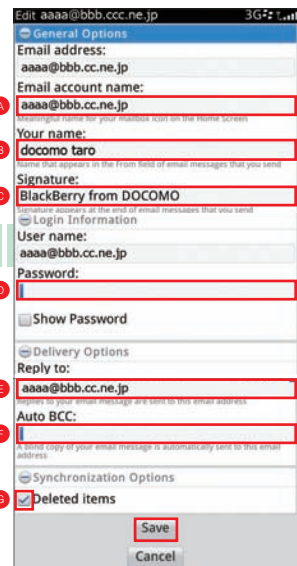 Edit aaaa@bbb.ccc.ne.jp 3G
General Options
Email address:
aaaa@bbb.cc.ne.jp
Email account name:
A aaaa@bbb.cc.ne.jp
Meaningful name for your mailbox icon on the Home Screen
Your name:
B docomo taro
Name that appears in the From field of email messages that you send
Signature:
C BlackBerry from DOCOMO
Signature appears at the end of email messages that you send
Login Information
User name:
aaaa@bbb.cc.ne.jp
Password:
D
Show Password
Delivery Options
Reply to:
E aaaa@bbb.cc.ne.jp
Replies to your email message are sent to this email address
Auto BCC:
F
A blind copy of your email message is automatically sent to this email
address
Synchronization Options
G Deleted items
Save
Cancel